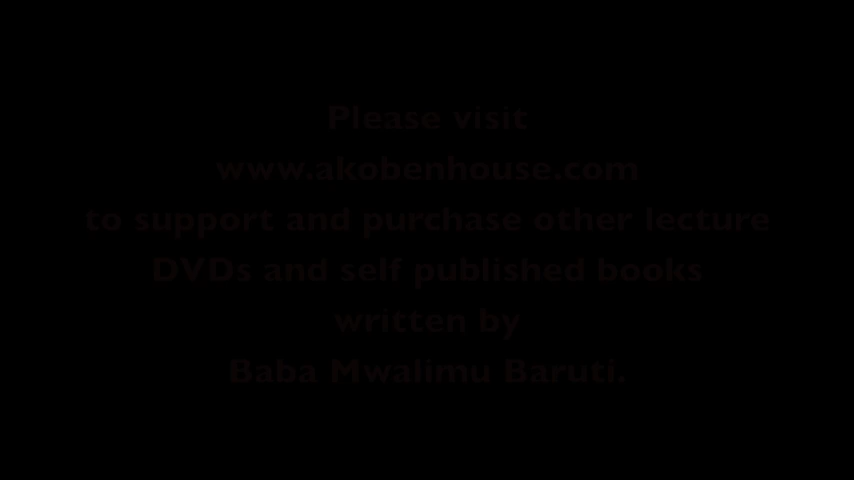 Please visit
www.akobenhouse.com
to support and purchase other lecture
DVDs and self published books
written by
Baba Mwalimu Baruti.